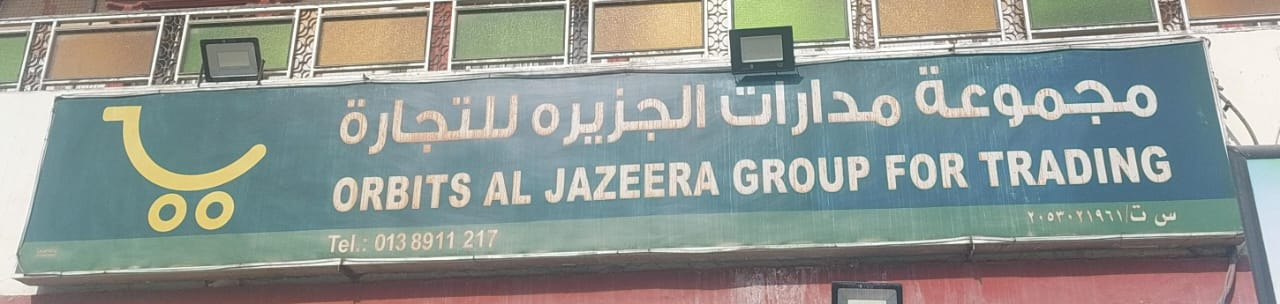 مجموعة مدارات الجزيره للتجارة
ORBITS AL JAZEERA GROUP FOR TRADING
س ت/٢٠٥٣٠٢١٩٦١
Tel.: 013 8911 217